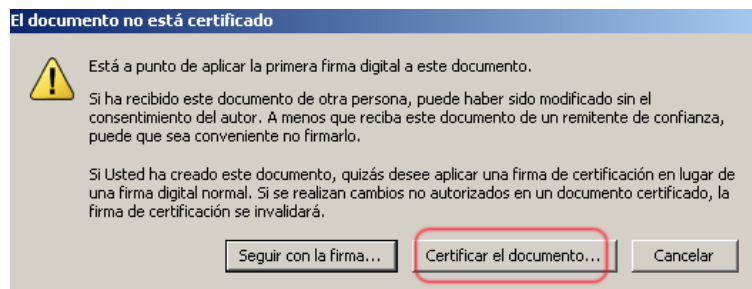 El documento no está certificado
Está a punto de aplicar la primera firma digital a este documento.
Si ha recibido este documento de otra persona, puede haber sido modificado sin el
consentimiento del autor. A menos que reciba este documento de un remitente de confianza,
puede que sea conveniente no firmarlo.
Si Usted ha creado este documento, quizás desee aplicar una firma de certificación en lugar de
una firma digital normal. Si se realizan cambios no autorizados en un documento certificado, la
firma de certificación se invalidará.
Seguir con la firma... Certificar el documento... Cancelar